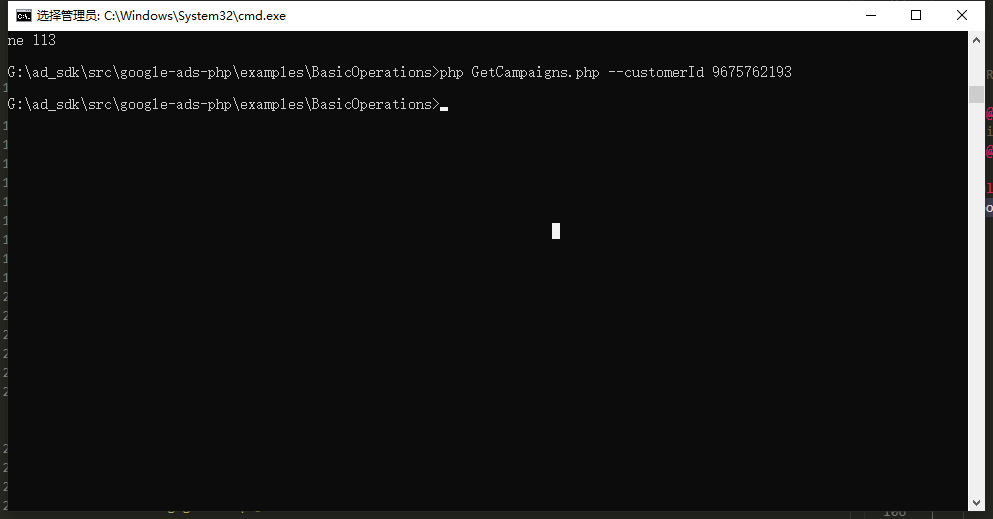 选择管理员: C:\Windows\System32\cmd.exe
ne 113
G:\ad_sdk\src\google-ads-php\examples\BasicOperations>php GetCampaigns.php --customerId 9675762193
G:\ad_sdk\src\google-ads-php\examples\BasicOperations>